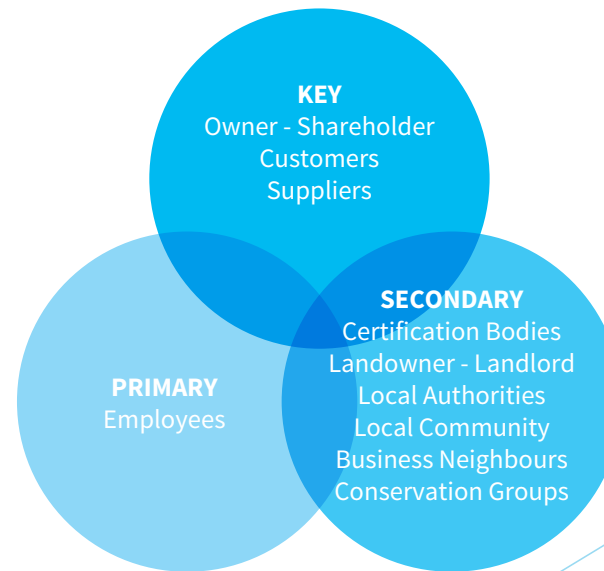 KEY
Owner - Shareholder
Customers
Suppliers
PRIMARY
Employees
SECONDARY
Certification Bodies
Landowner - Landlord
Local Authorities
Local Community
Business Neighbours
Conservation Groups